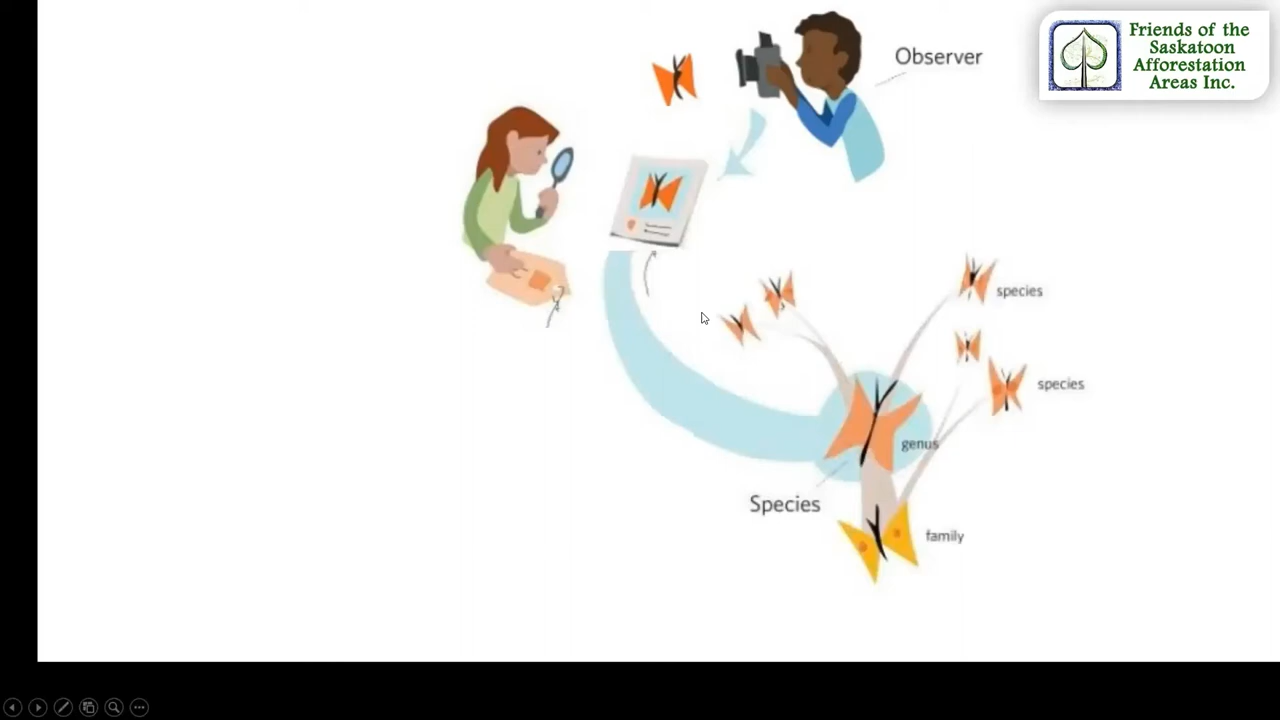 Friends of the
Saskatoon
Afforestation
Areas Inc.
Observer
species
species
genus
Species
family